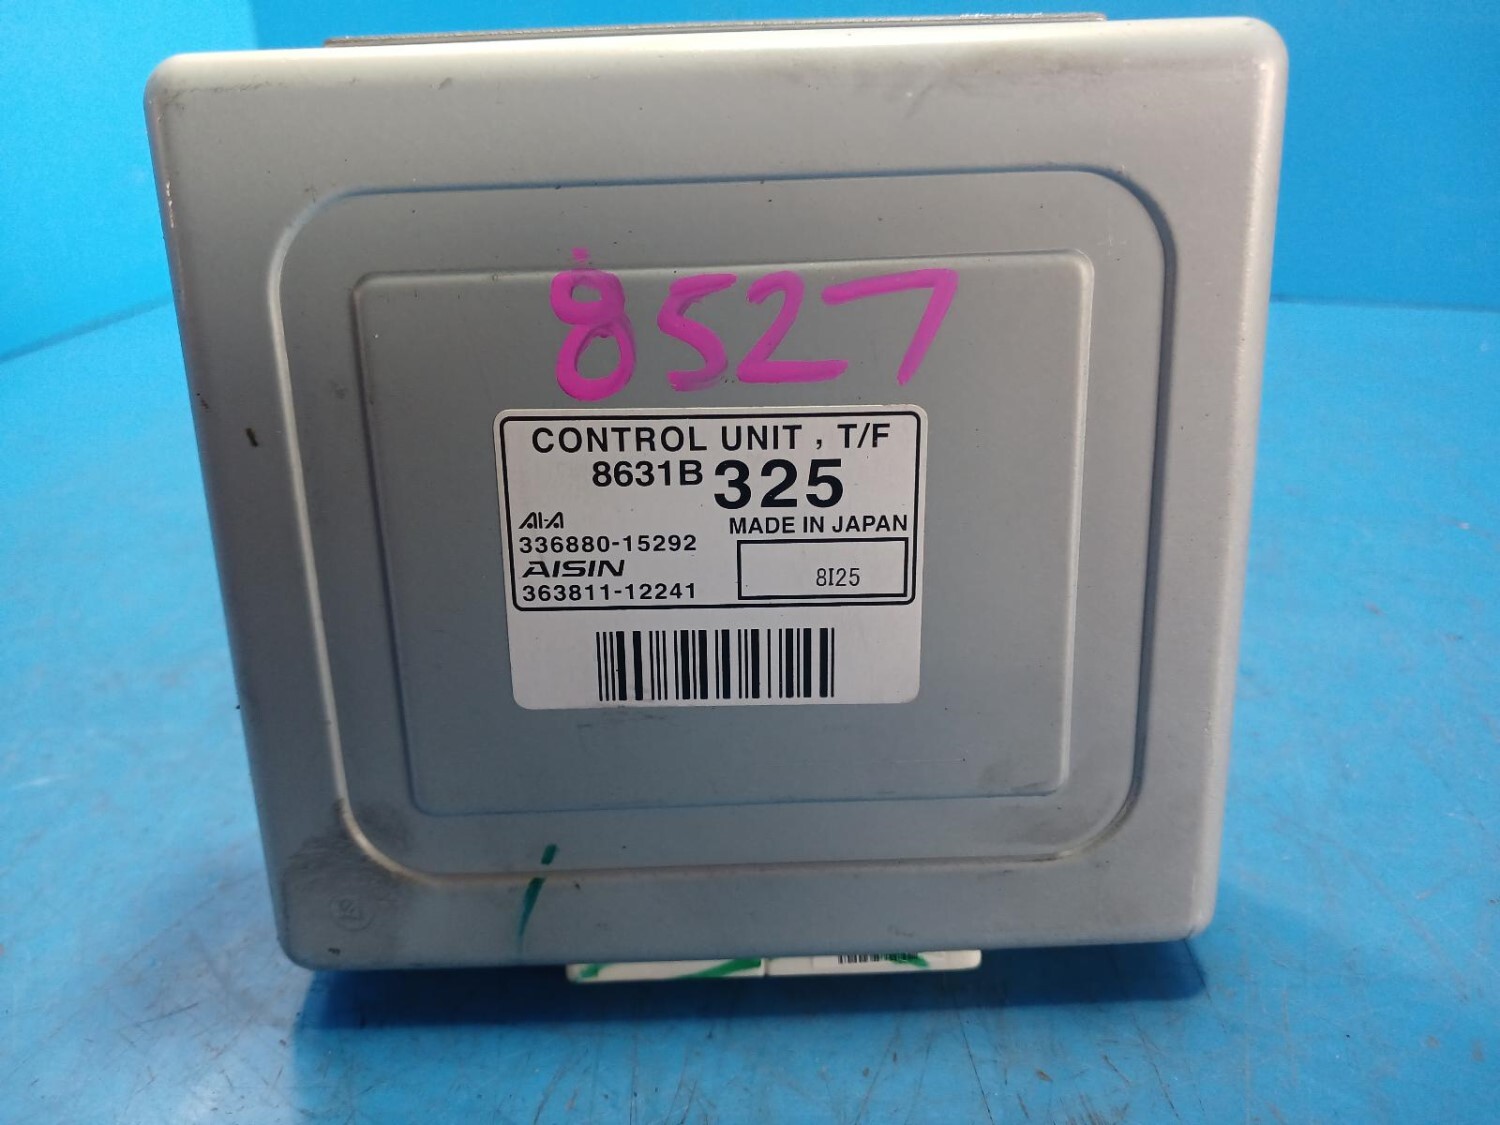 8527
CONTROL UNIT , T/F
8631B 325
AI-A
MADE IN JAPAN
336880-15292
AISIN
8I25
363811-12241